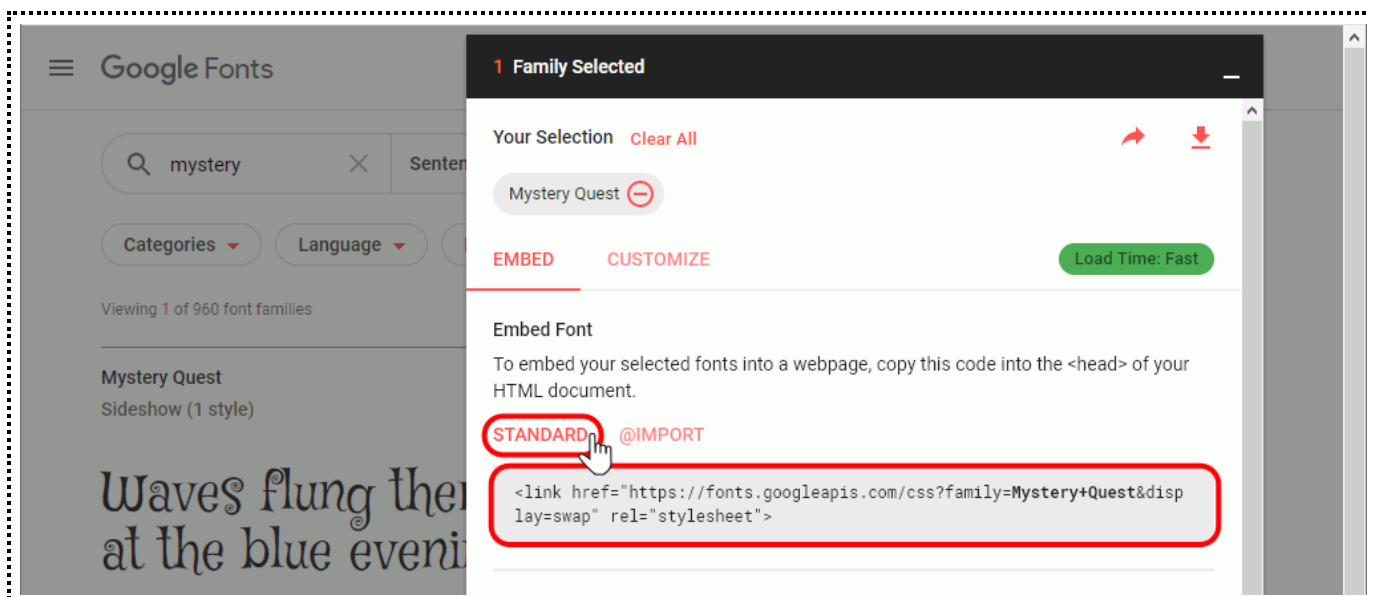 Google Fonts
mystery
Categories
Language
Viewing 1 of 960 font families
Mystery Quest
Sideshow (1 style)
Waves flung
at the blue
1 Family Selected
Your Selection Clear All
Mystery Quest
EMBED CUSTOMIZE Load Time: Fast
Embed Font
To embed your selected fonts into a webpage, copy this code into the <head> of your
HTML document.
STANDARD @IMPORT
<link href="https://fonts.googleapis.com/css?family=Mystery+Quest&disp
lay=swap" rel="stylesheet">